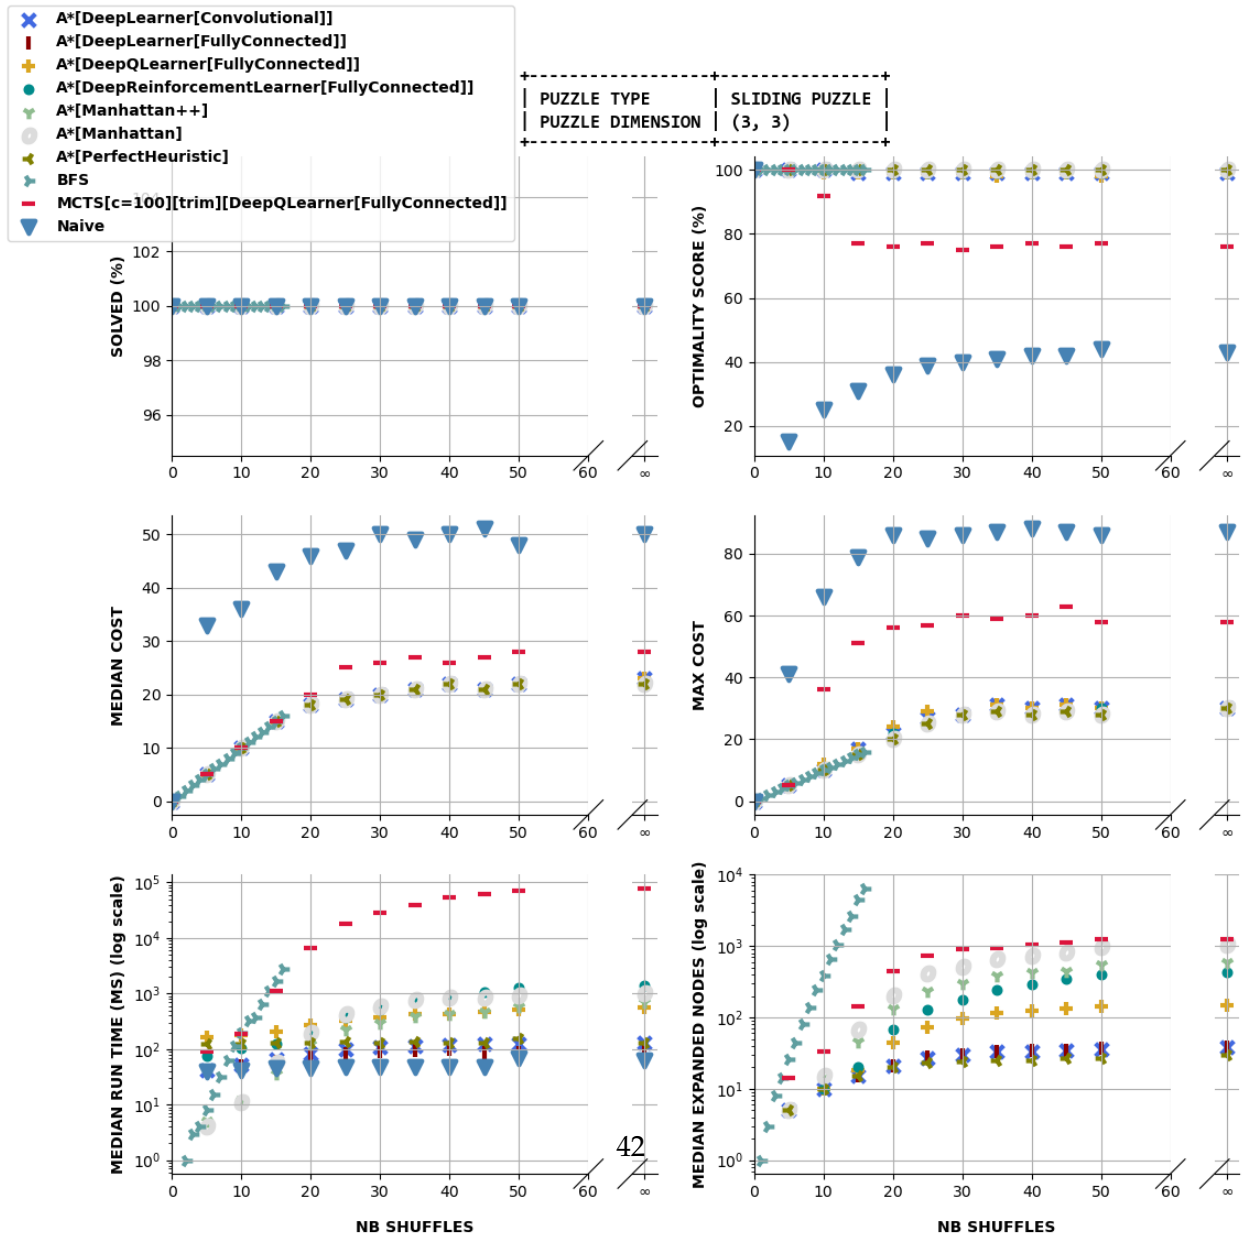 A*[DeepLearner[Convolutional]]
A*[DeepLearner[FullyConnected]]
A*[DeepQLearner[FullyConnected]]
A*[DeepReinforcementLearner[FullyConnected]]
A*[Manhattan++]
A*[Manhattan]
A*[PerfectHeuristic]
BFS
MCTS[c=100][trim][DeepQLearner[FullyConnected]]
Naive
PUZZLE TYPE SLIDING PUZZLE
PUZZLE DIMENSION (3, 3)
SOLVED (%)
104
102
100
98
96
0 10 20 30 40 50 60 ∞
OPTIMALITY SCORE (%)
100
80
60
40
20
0 10 20 30 40 50 60 ∞
MEDIAN COST
50
40
30
20
10
0
0 10 20 30 40 50 60 ∞
MAX COST
80
60
40
20
0
0 10 20 30 40 50 60 ∞
MEDIAN RUN TIME (MS) (log scale)
10⁵
10⁴
10³
10²
10¹
10⁰
0 10 20 30 40 50 60 ∞
NB SHUFFLES
42
MEDIAN EXPANDED NODES (log scale)
10⁴
10³
10²
10¹
10⁰
0 10 20 30 40 50 60 ∞
NB SHUFFLES